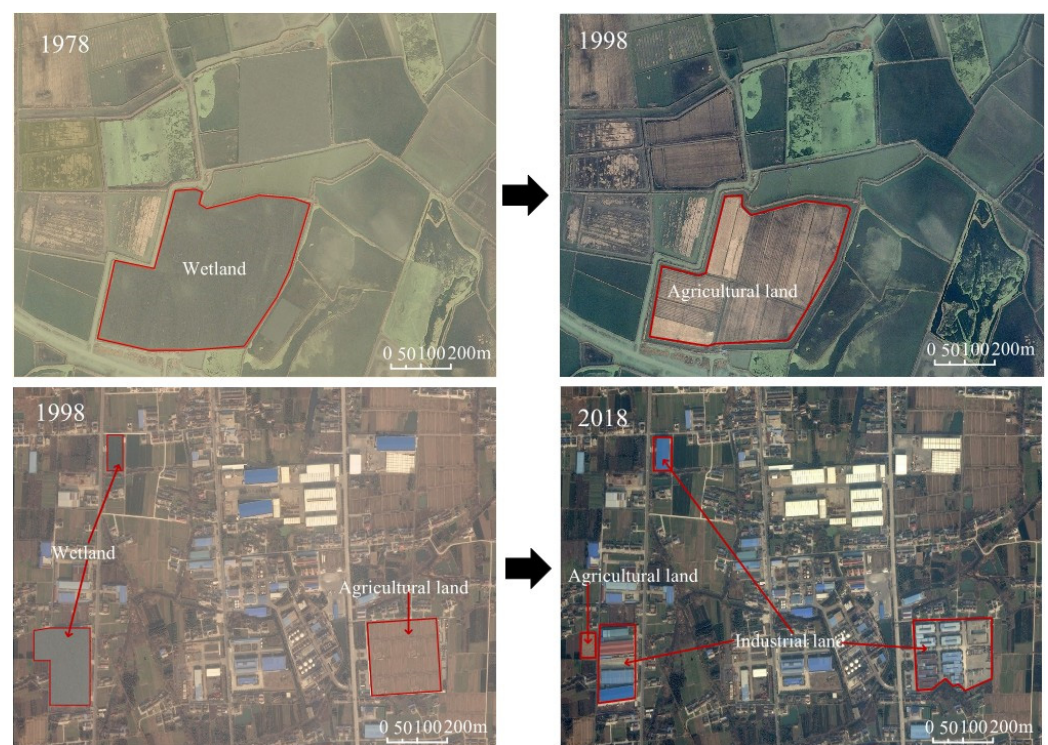 1978
Wetland
0 50100 200m
1998
Agricultural land
0 50100 200m
1998
Wetland
Agricultural land
0 50100 200m
2018
Agricultural land
Industrial land
0 50100 200m